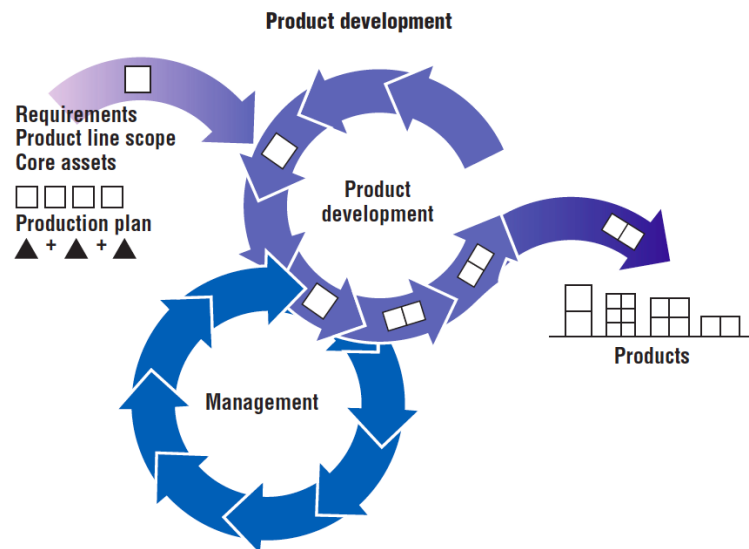 Product development
Requirements
Product line scope
Core assets
Production plan
+ +
Product
development
Management
Products